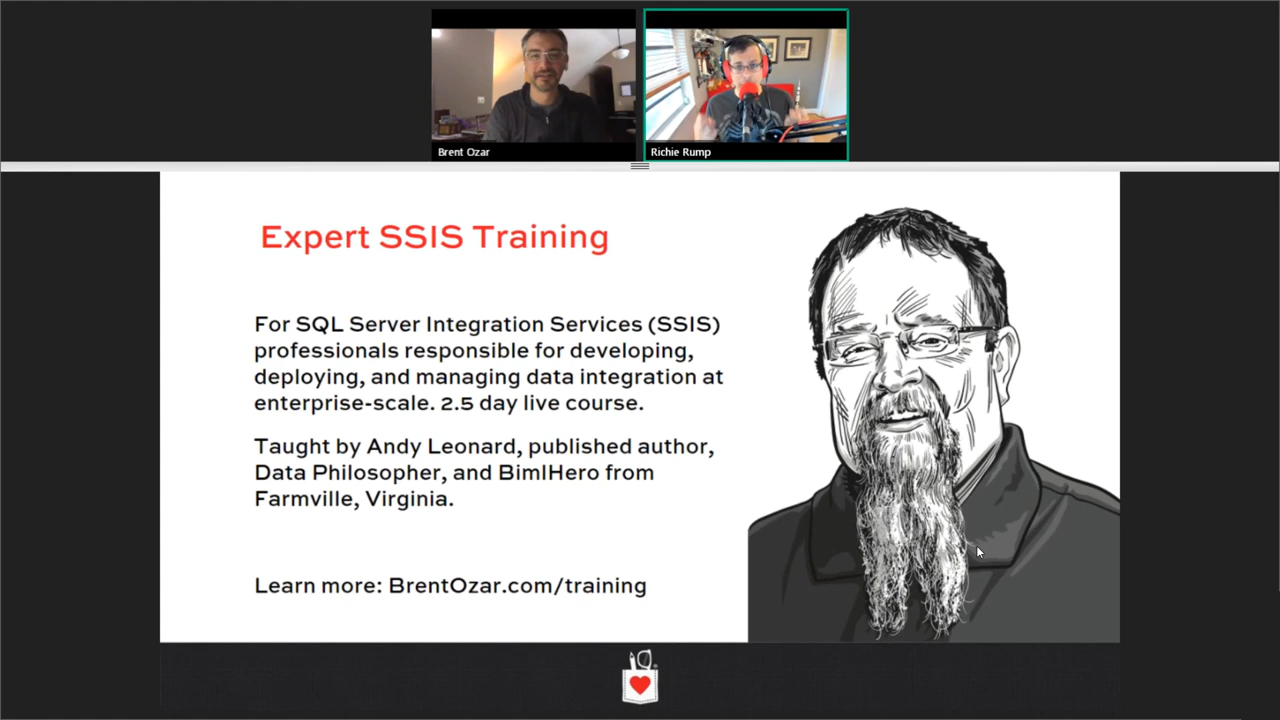 Brent Ozar
Richie Rump
Expert SSIS Training
For SQL Server Integration Services (SSIS)
professionals responsible for developing,
deploying, and managing data integration at
enterprise-scale. 2.5 day live course.
Taught by Andy Leonard, published author,
Data Philosopher, and BimlHero from
Farmville, Virginia.
Learn more: BrentOzar.com/training